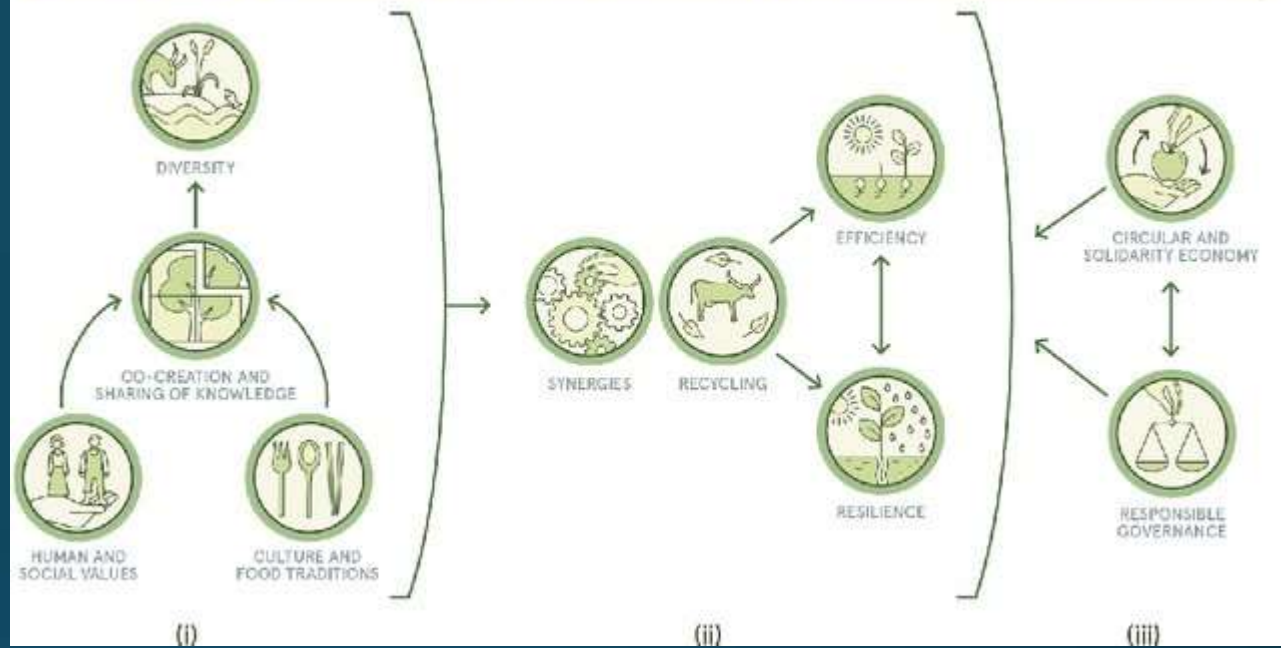 DIVERSITY
CO-CREATION AND
SHARING OF KNOWLEDGE
HUMAN AND
SOCIAL VALUES
CULTURE AND
FOOD TRADITIONS
(i)
SYNERGIES
RECYCLING
EFFICIENCY
RESILIENCE
(ii)
CIRCULAR AND
SOLIDARITY ECONOMY
RESPONSIBLE
GOVERNANCE
(iii)